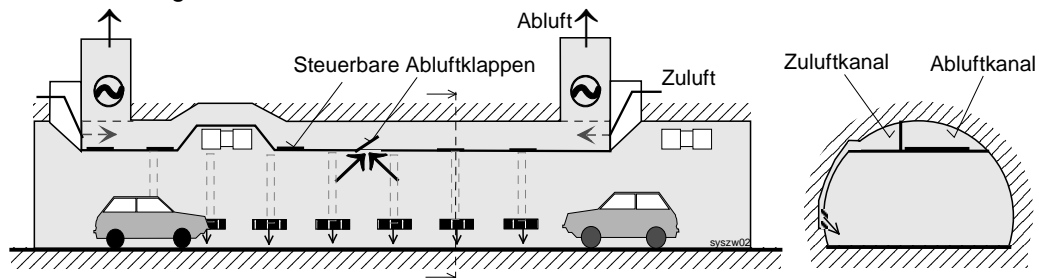 Abluft
Steuerbare Abluftklappen
Zuluft
Zuluftkanal
Abluftkanal
syszw02